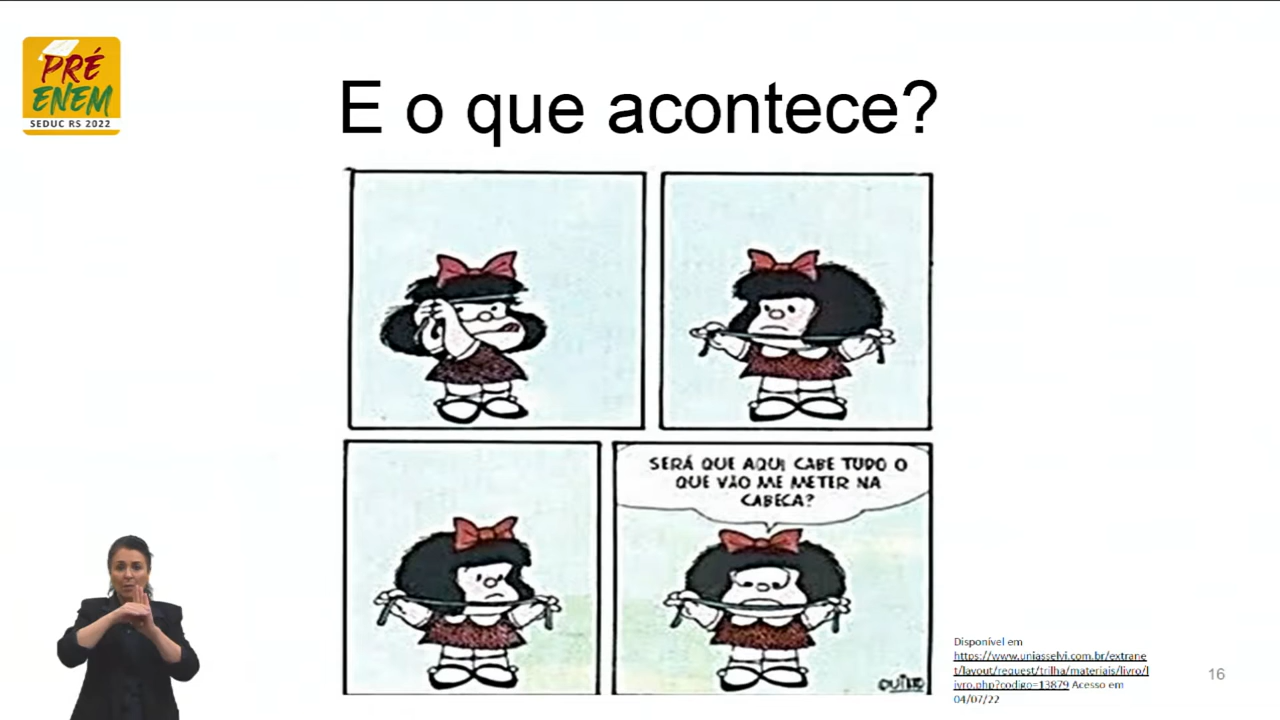 PRÉ
ENEM
SEDUC RS 2022
E o que acontece?
SERÁ QUE AQUI CABE TUDO O
QUE VÃO ME METER NA
CABEÇA?
QUINO
Disponível em
https://www.uniasselvi.com.br/extrane
t/layout/request/trilha/materiais/livro/l
ivro.php?codigo=13879 Acesso em
04/07/22
16